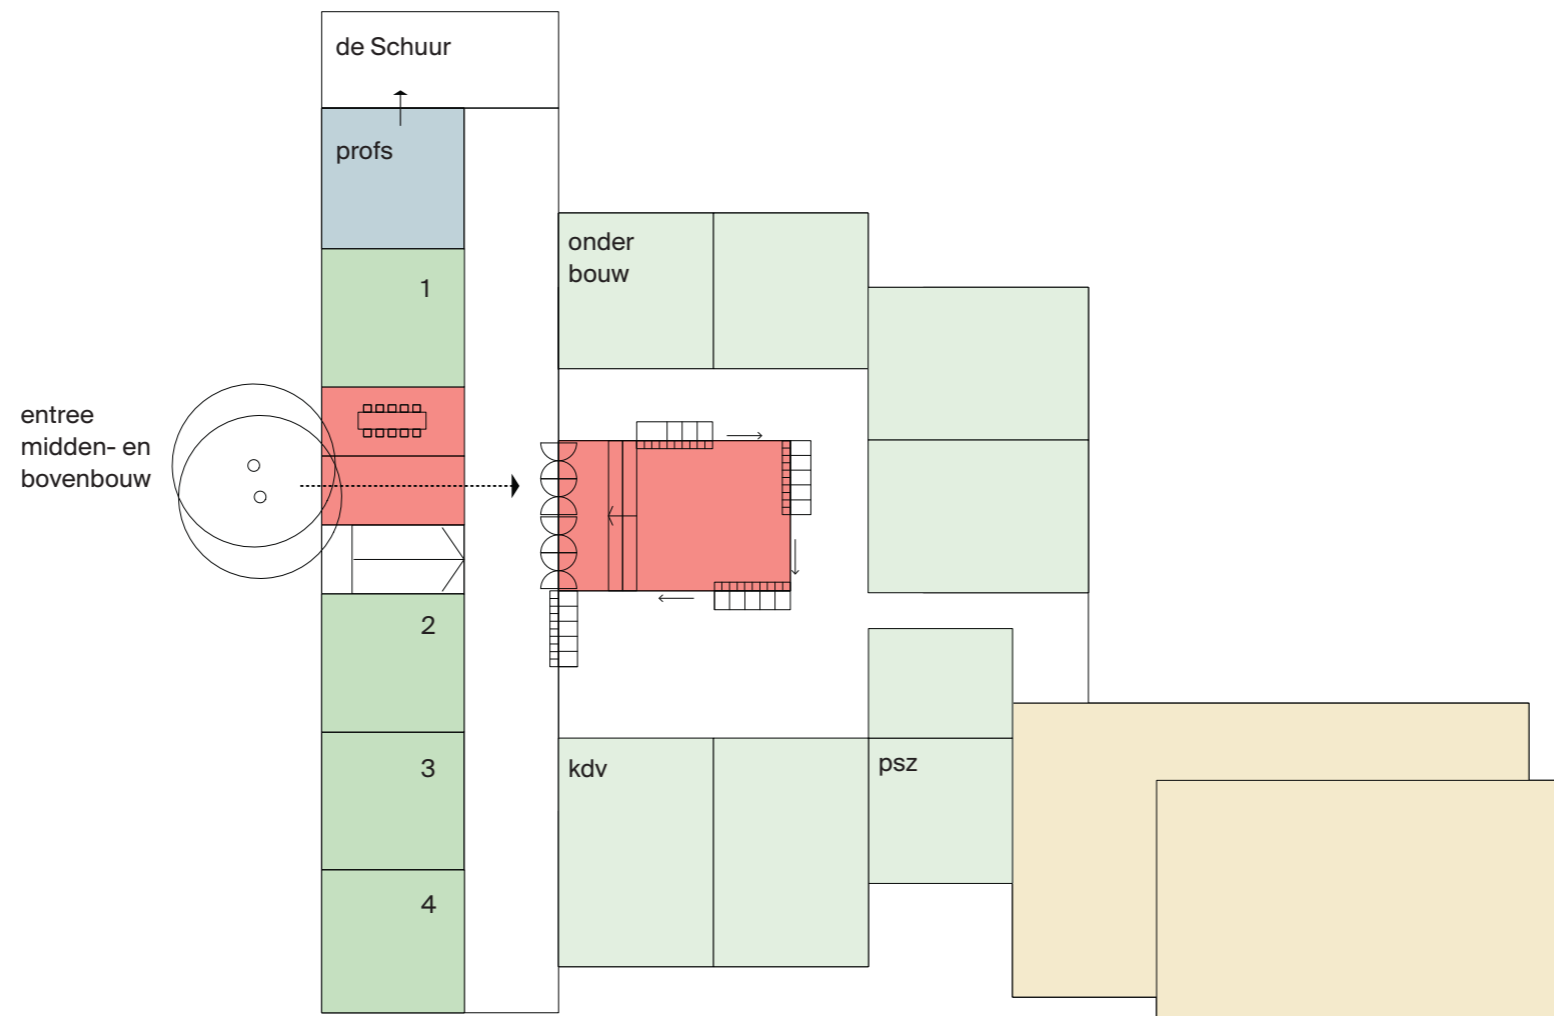 de Schuur
profs
1
onder
bouw
entree
midden- en
bovenbouw
2
3
kdv
psz
4